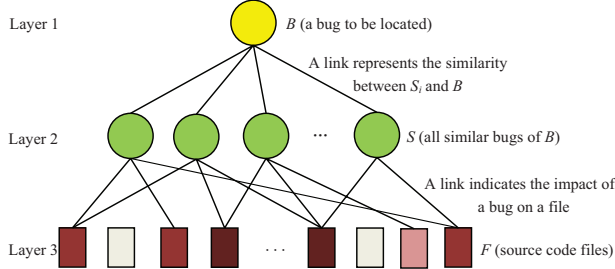 Layer 1
B (a bug to be located)
A link represents the similarity
between Si and B
Layer 2
...
S (all similar bugs of B)
A link indicates the impact of
a bug on a file
Layer 3
. . .
F (source code files)